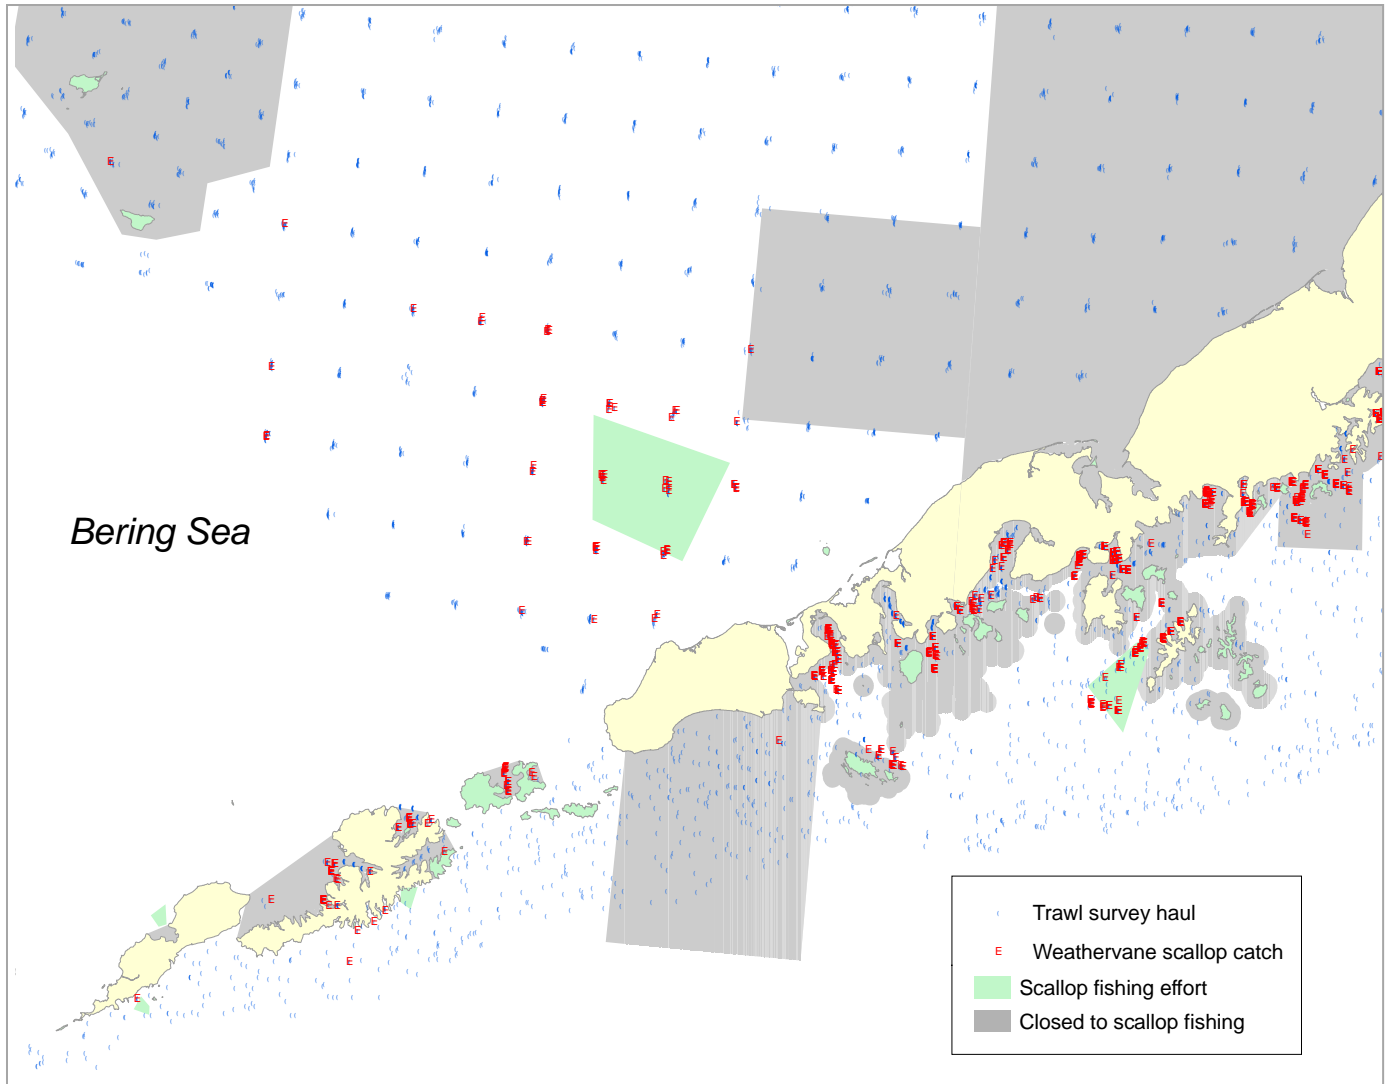 Bering Sea
Trawl survey haul
E Weathervane scallop catch
Scallop fishing effort
Closed to scallop fishing